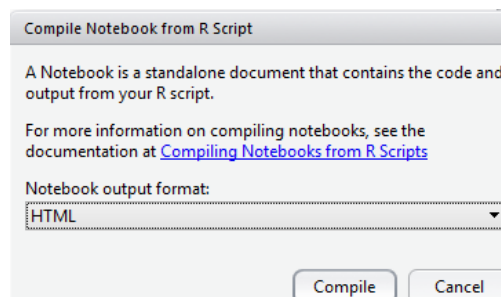 Compile Notebook from R Script
A Notebook is a standalone document that contains the code and
output from your R script.
For more information on compiling notebooks, see the
documentation at Compiling Notebooks from R Scripts
Notebook output format:
HTML
Compile Cancel